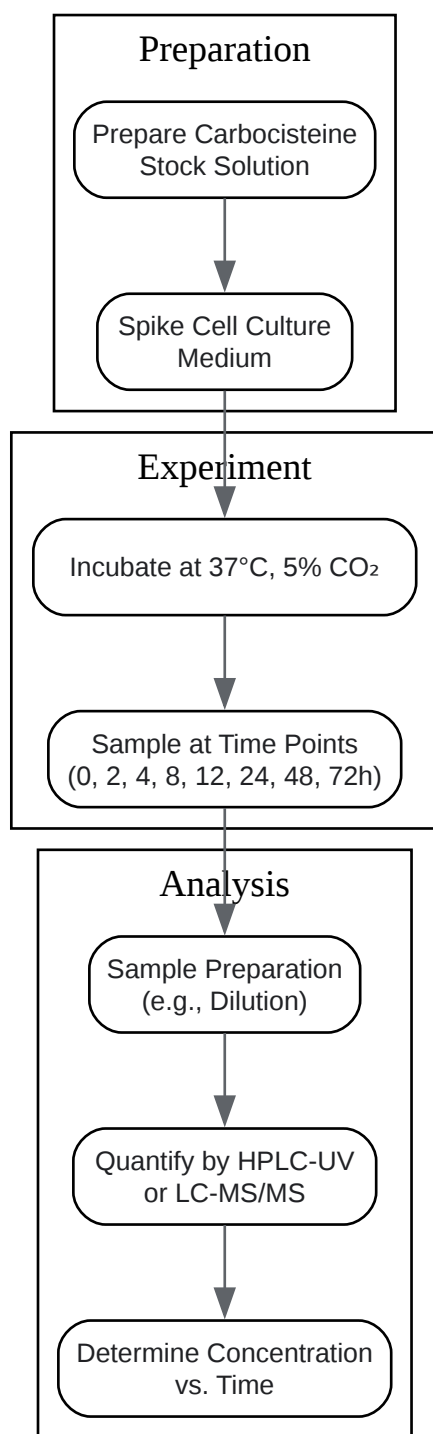 Preparation
Prepare Carbocisteine
Stock Solution
Spike Cell Culture
Medium
Experiment
Incubate at 37°C, 5% CO₂
Sample at Time Points
(0, 2, 4, 8, 12, 24, 48, 72h)
Analysis
Sample Preparation
(e.g., Dilution)
Quantify by HPLC-UV
or LC-MS/MS
Determine Concentration
vs. Time